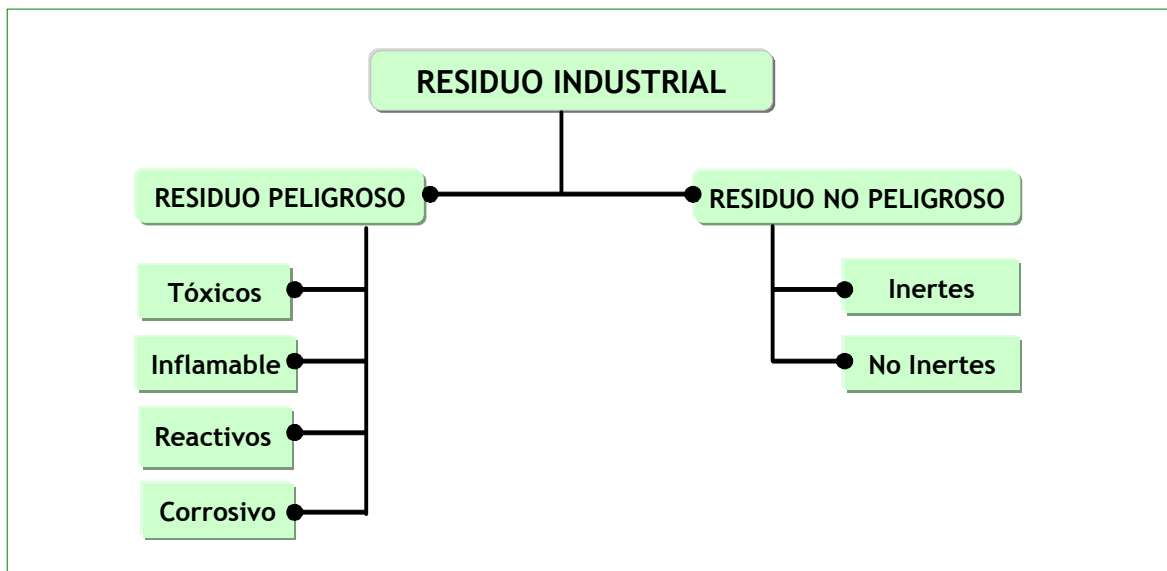 RESIDUO INDUSTRIAL
RESIDUO PELIGROSO
RESIDUO NO PELIGROSO
Tóxicos
Inflamable
Reactivos
Corrosivo
Inertes
No Inertes